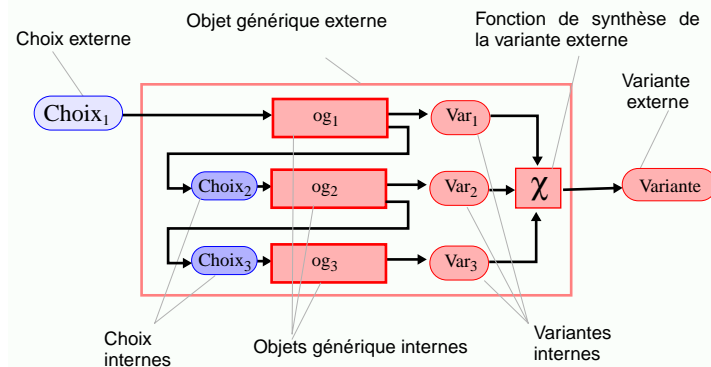 Objet générique externe
Fonction de synthèse de
la variante externe
Choix externe
Variante
externe
Choix1
og1
Var1
Choix2
og2
Var2
χ
Variante
Choix3
og3
Var3
Choix
internes
Objets générique internes
Variantes
internes